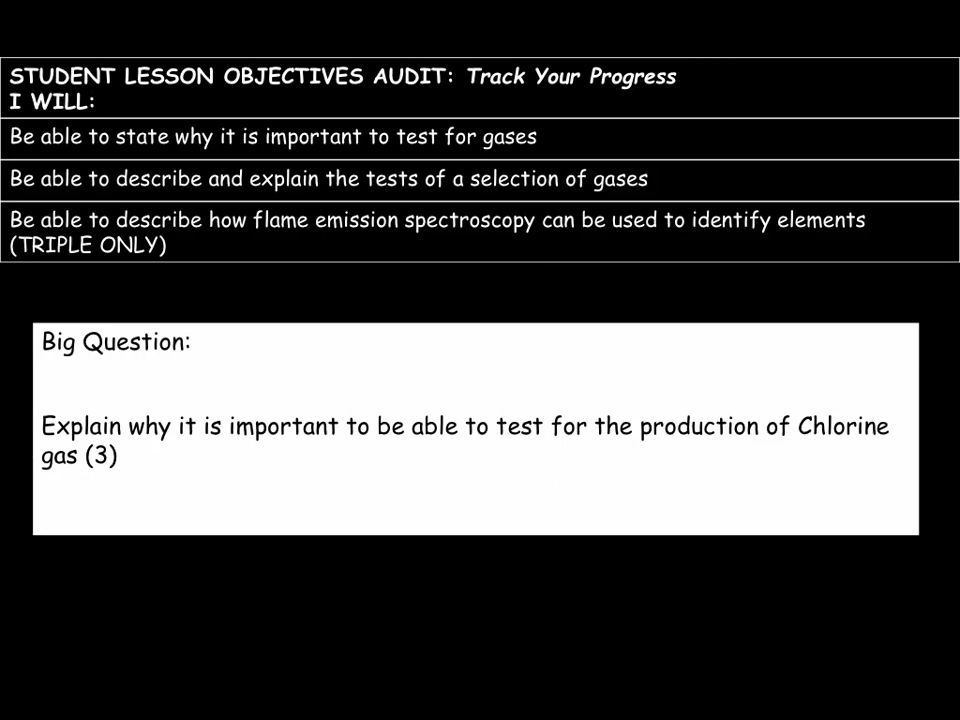 STUDENT LESSON OBJECTIVES AUDIT: Track Your Progress
I WILL:
Be able to state why it is important to test for gases
Be able to describe and explain the tests of a selection of gases
Be able to describe how flame emission spectroscopy can be used to identify elements
(TRIPLE ONLY)
Big Question:
Explain why it is important to be able to test for the production of Chlorine
gas (3)